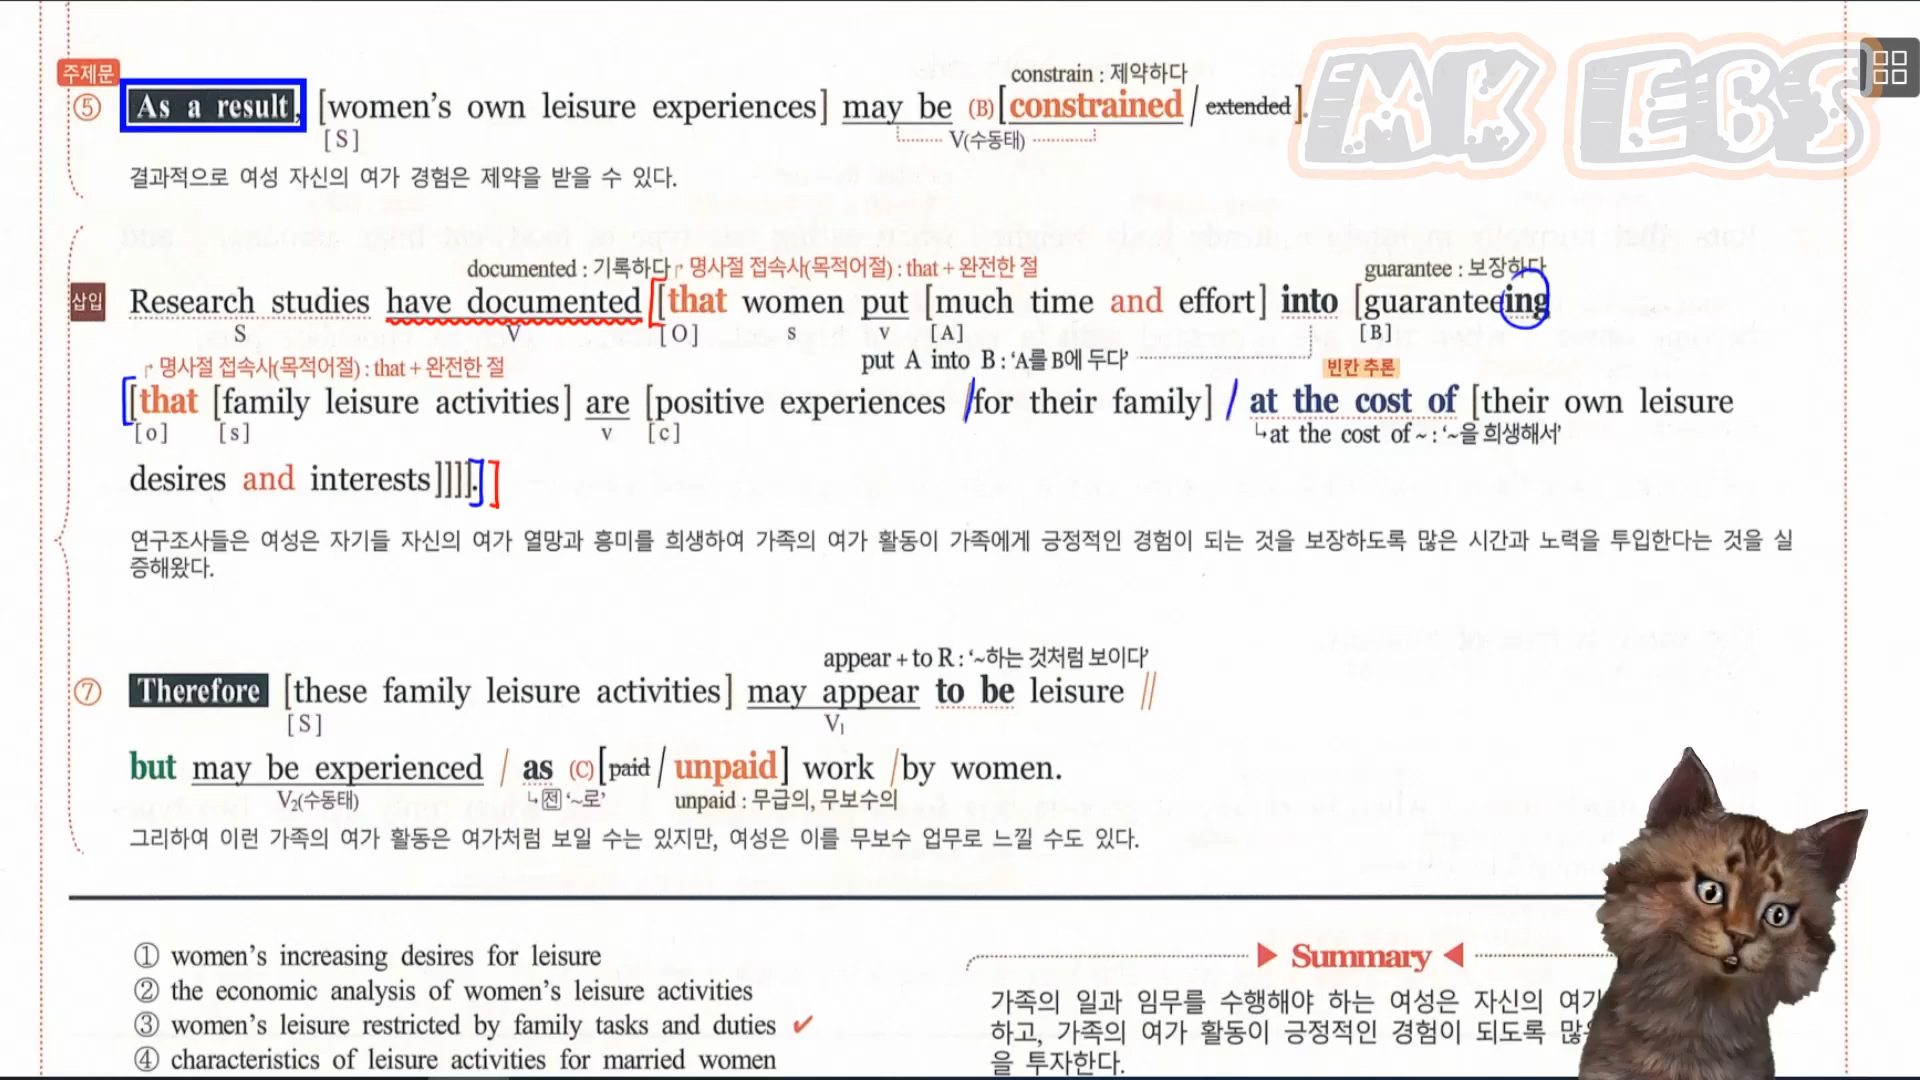 MK EBS
constrain : 제약하다
주제문
⑤ As a result, [women's own leisure experiences] may be (B)[constrained / extended].
[S] V(수동태)
결과적으로 여성 자신의 여가 경험은 제약을 받을 수 있다.
documented : 기록하다 ↱ 명사절 접속사(목적어절) : that + 완전한 절 guarantee : 보장하다
삽입 Research studies have documented [that women put [much time and effort] into [guaranteeing
S V [O] s v [A] [B]
put A into B : ‘A를 B에 두다’
↱ 명사절 접속사(목적어절) : that + 완전한 절 빈칸 추론
[that [family leisure activities] are [positive experiences / for their family] / at the cost of [their own leisure
[o] [s] v [c] ↳at the cost of ~ : ‘~을 희생해서’
desires and interests]]]].]]
연구조사들은 여성은 자기들 자신의 여가 열망과 흥미를 희생하여 가족의 여가 활동이 가족에게 긍정적인 경험이 되는 것을 보장하도록 많은 시간과 노력을 투입한다는 것을 실
증해왔다.
appear + to R : ‘~하는 것처럼 보이다’
⑦ Therefore [these family leisure activities] may appear to be leisure //
[S] V₁
but may be experienced / as (C)[paid / unpaid] work / by women.
V₂(수동태) ↳전 ‘~로’ unpaid : 무급의, 무보수의
그리하여 이런 가족의 여가 활동은 여가처럼 보일 수는 있지만, 여성은 이를 무보수 업무로 느낄 수도 있다.
① women's increasing desires for leisure
② the economic analysis of women's leisure activities
③ women's leisure restricted by family tasks and duties ✓
④ characteristics of leisure activities for married women
▶ Summary ◀
가족의 일과 임무를 수행해야 하는 여성은 자신의 여가
하고, 가족의 여가 활동이 긍정적인 경험이 되도록
을 투자한다.